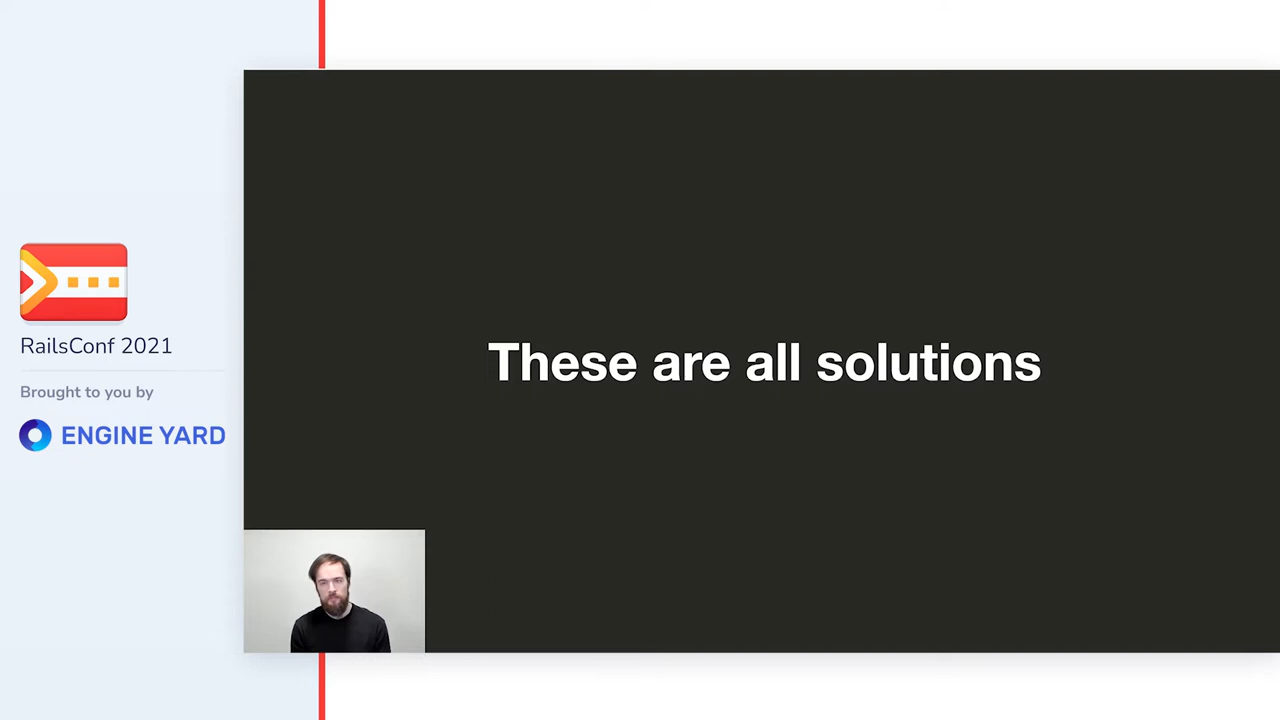 RailsConf 2021
Brought to you by
ENGINE YARD
These are all solutions